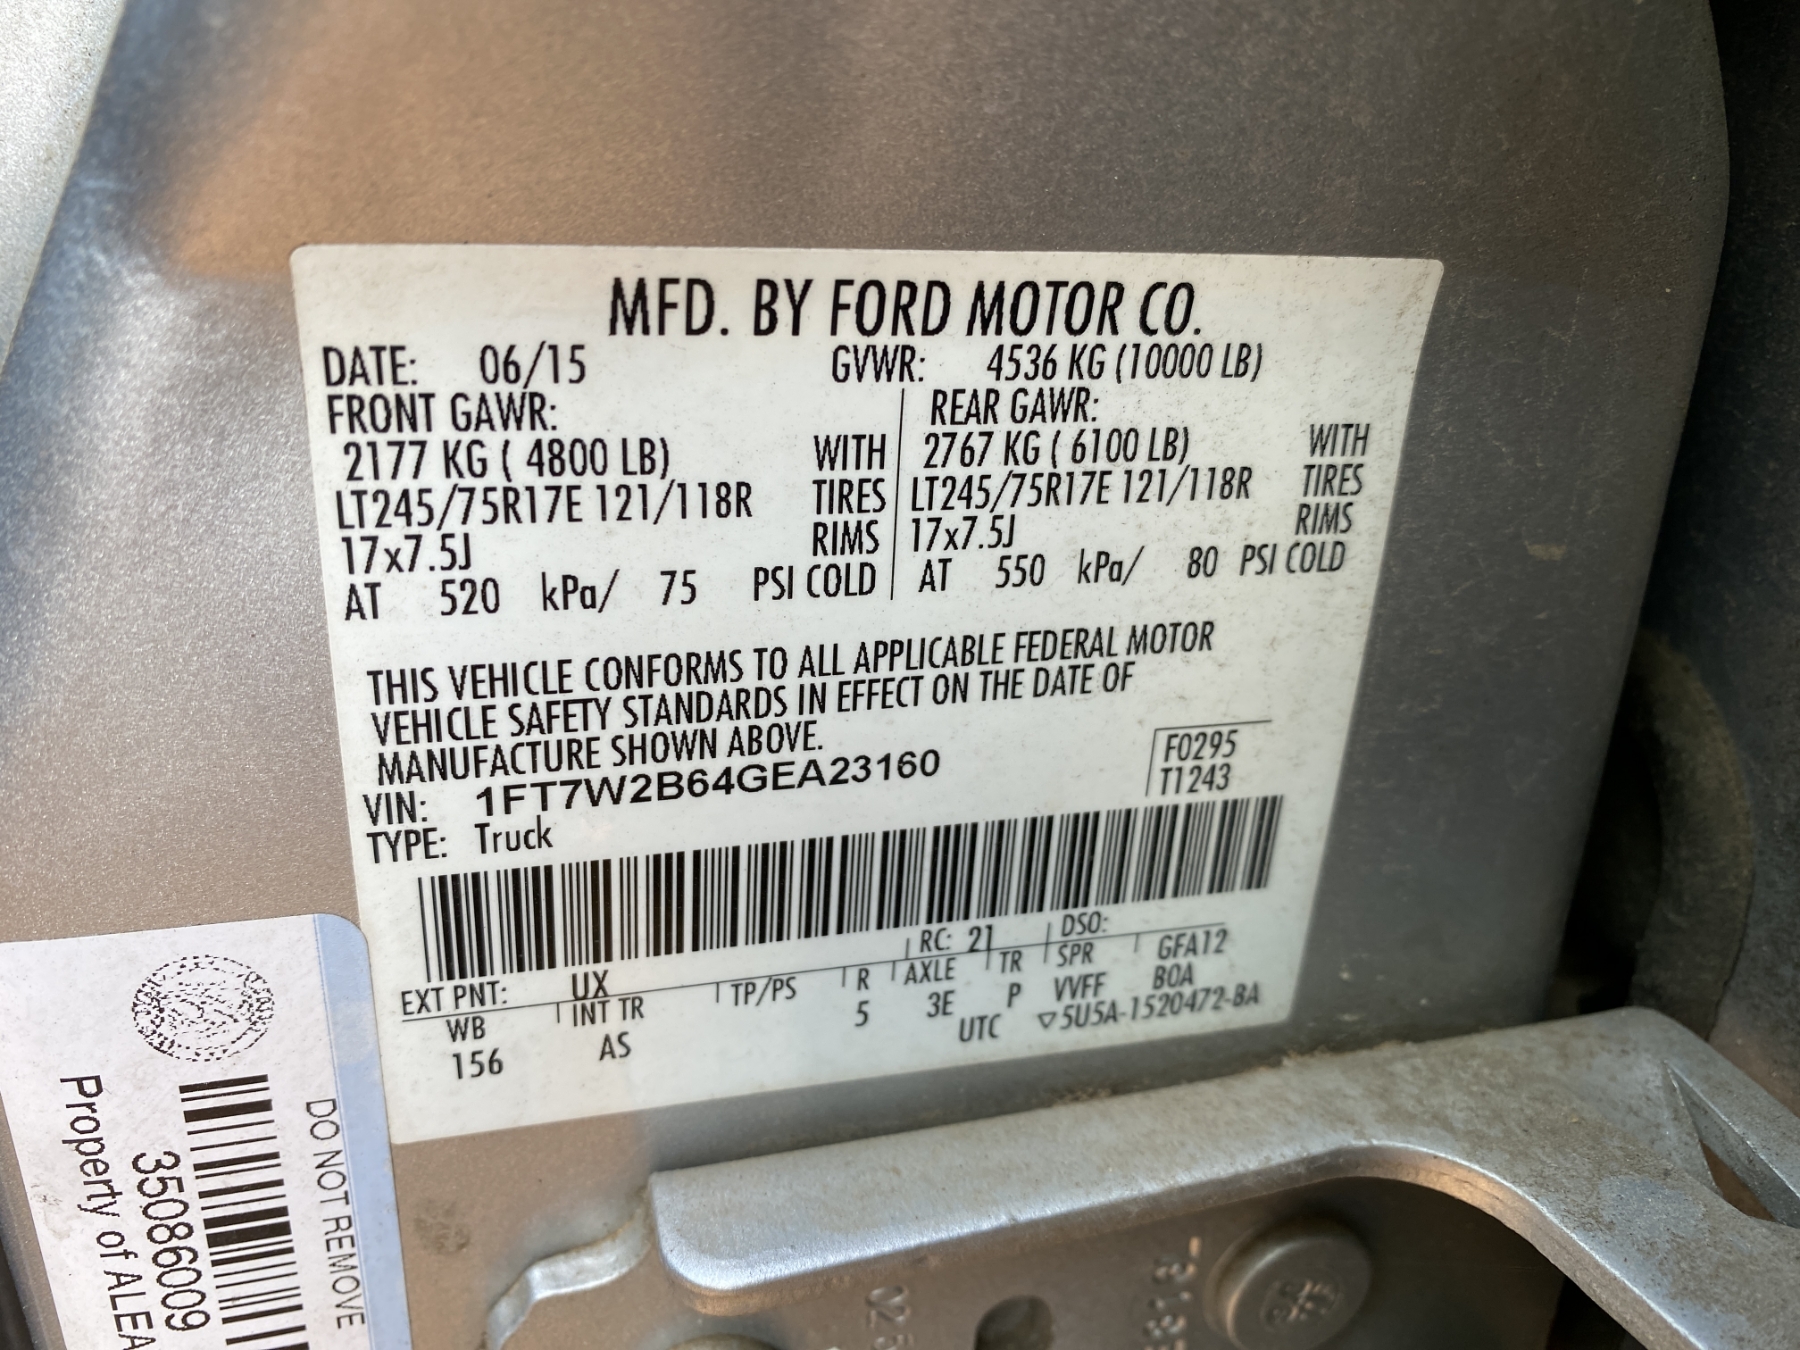 MFD. BY FORD MOTOR CO.
DATE: 06/15 GVWR: 4536 KG (10000 LB)
FRONT GAWR: REAR GAWR:
2177 KG ( 4800 LB) WITH 2767 KG ( 6100 LB) WITH
LT245/75R17E 121/118R TIRES LT245/75R17E 121/118R TIRES
17x7.5J RIMS 17x7.5J RIMS
AT 520 kPa/ 75 PSI COLD AT 550 kPa/ 80 PSI COLD
THIS VEHICLE CONFORMS TO ALL APPLICABLE FEDERAL MOTOR
VEHICLE SAFETY STANDARDS IN EFFECT ON THE DATE OF
MANUFACTURE SHOWN ABOVE.
VIN: 1FT7W2B64GEA23160
F0295
T1243
TYPE: Truck
EXT PNT: UX RC: 21 DSO:
WB INT TR TP/PS R AXLE TR SPR GFA12
156 AS 5 3E P VVFF BOA
UTC ▽5U5A-1520472-BA
DO NOT REMOVE
35086009
Property of ALEA